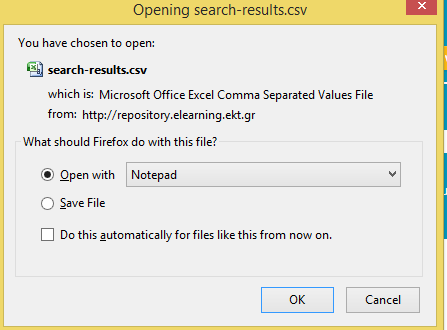 Opening search-results.csv
You have chosen to open:
search-results.csv
which is: Microsoft Office Excel Comma Separated Values File
from: http://repository.elearning.ekt.gr
What should Firefox do with this file?
Open with Notepad
Save File
Do this automatically for files like this from now on.
OK Cancel